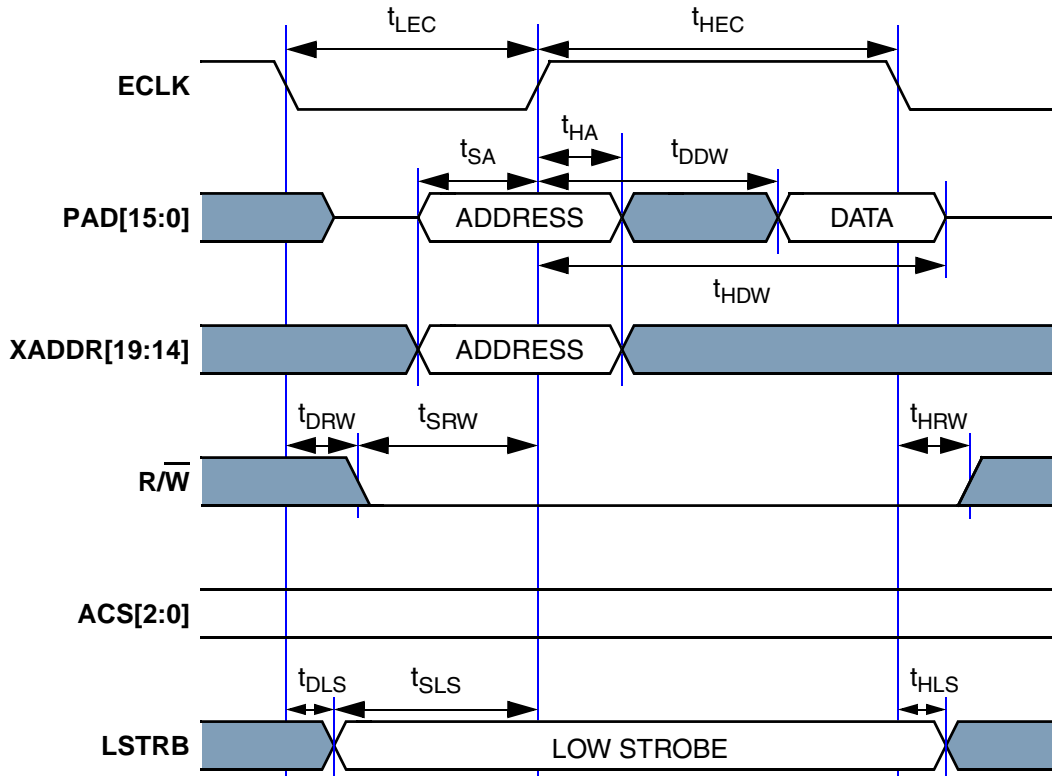 tLEC tHEC
ECLK
tHA
tSA tDDW
PAD[15:0] ADDRESS DATA
tHDW
XADDR[19:14] ADDRESS
tDRW tSRW tHRW
R/W̅
ACS[2:0]
tDLS tSLS tHLS
LSTRB LOW STROBE